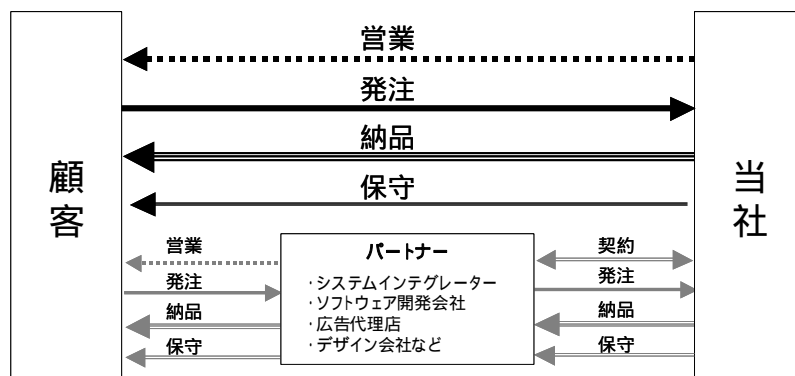 営業
発注
納品
保守
顧客
当社
営業
発注
納品
保守
パートナー
・システムインテグレーター
・ソフトウェア開発会社
・広告代理店
・デザイン会社など
契約
発注
納品
保守